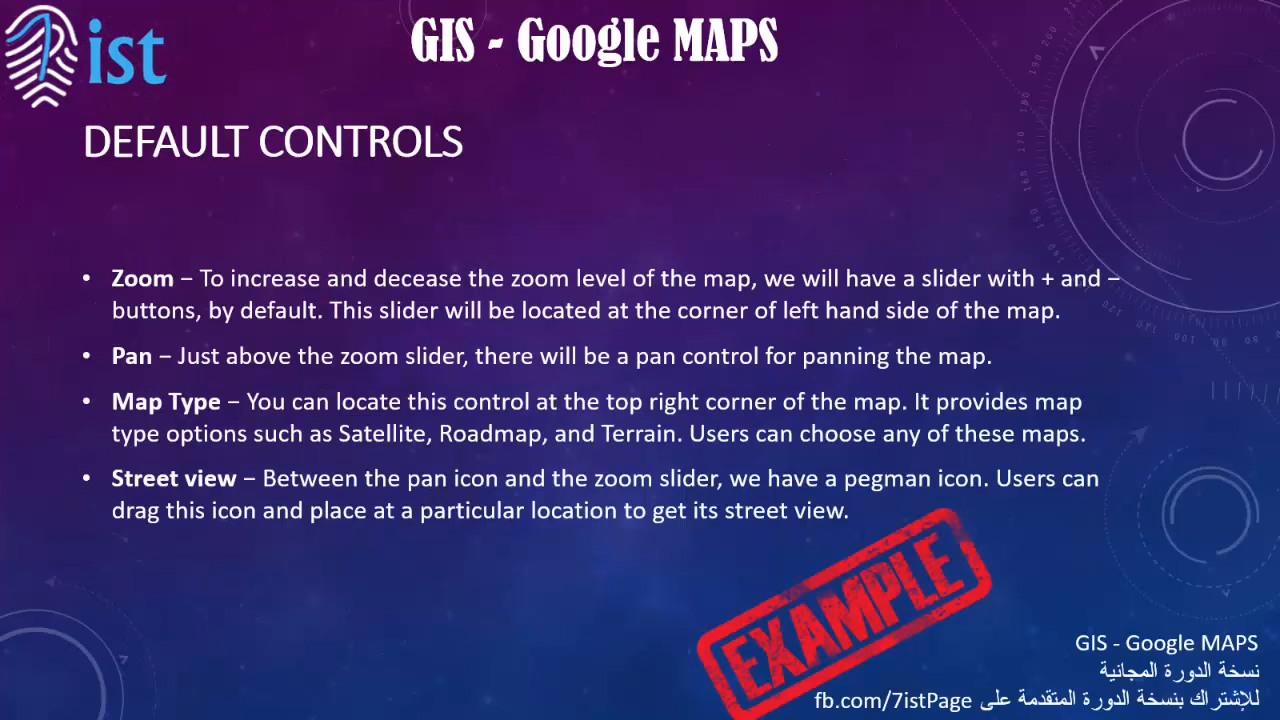 7ist
GIS - Google MAPS
DEFAULT CONTROLS
• Zoom − To increase and decease the zoom level of the map, we will have a slider with + and −
buttons, by default. This slider will be located at the corner of left hand side of the map.
• Pan − Just above the zoom slider, there will be a pan control for panning the map.
• Map Type − You can locate this control at the top right corner of the map. It provides map
type options such as Satellite, Roadmap, and Terrain. Users can choose any of these maps.
• Street view − Between the pan icon and the zoom slider, we have a pegman icon. Users can
drag this icon and place at a particular location to get its street view.
EXAMPLE
GIS - Google MAPS
نسخة الدورة المجانية
للإشتراك بنسخة الدورة المتقدمة على fb.com/7istPage